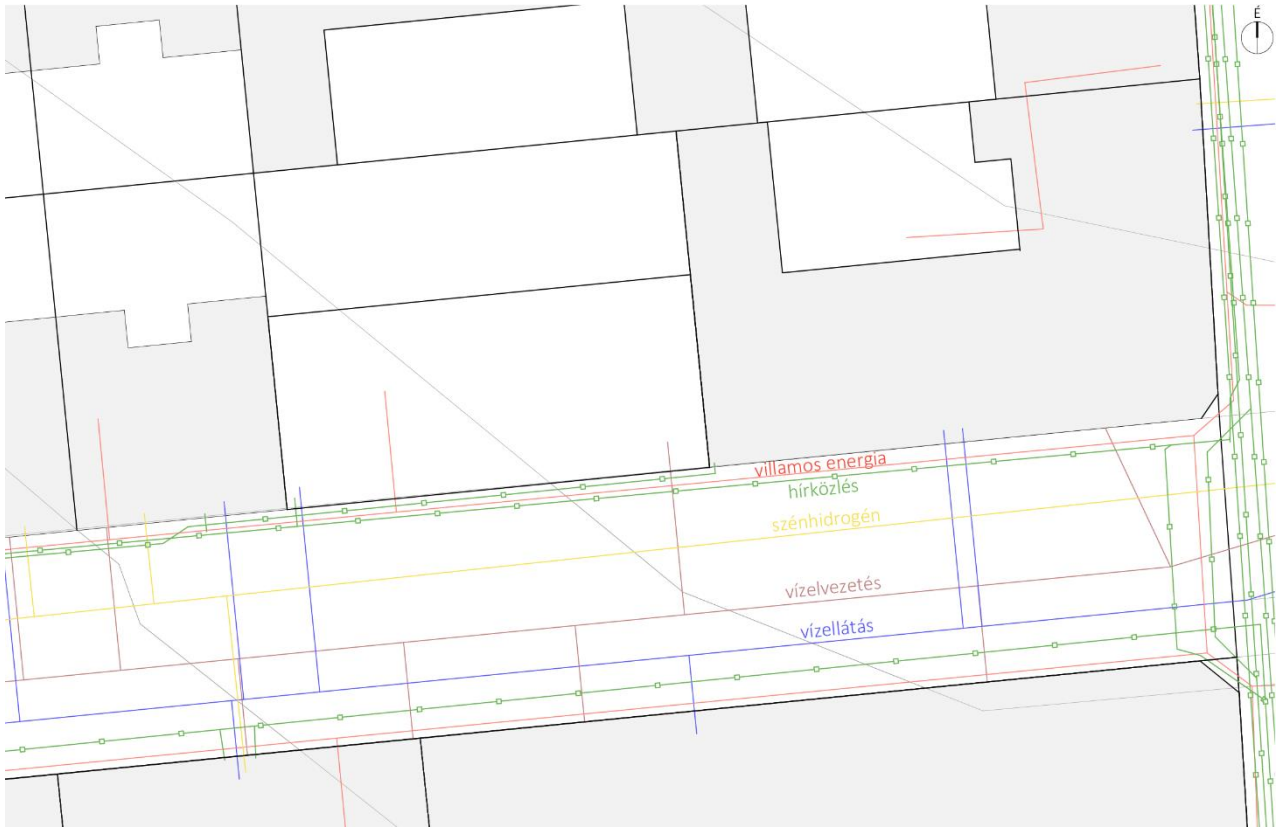 É
villamos energia
hírközlés
szénhidrogén
vízelvezetés
vízellátás